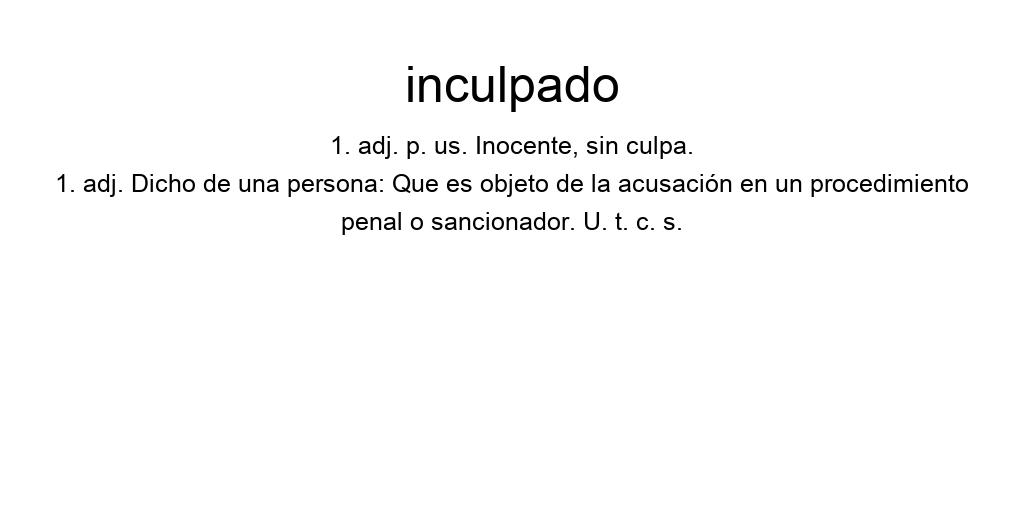 inculpado
1. adj. p. us. Inocente, sin culpa.
1. adj. Dicho de una persona: Que es objeto de la acusación en un procedimiento
penal o sancionador. U. t. c. s.